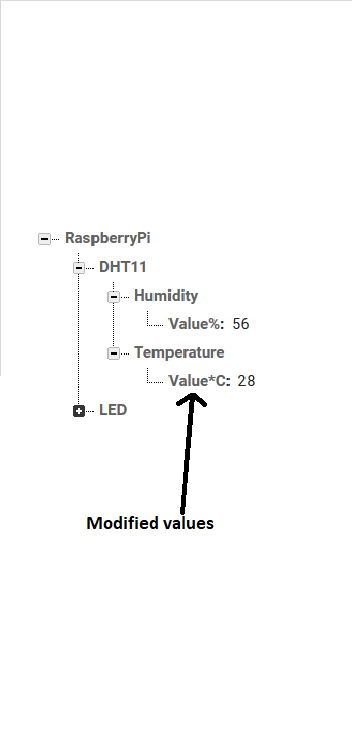 RaspberryPi
DHT11
Humidity
Value%: 56
Temperature
Value*C: 28
LED
Modified values